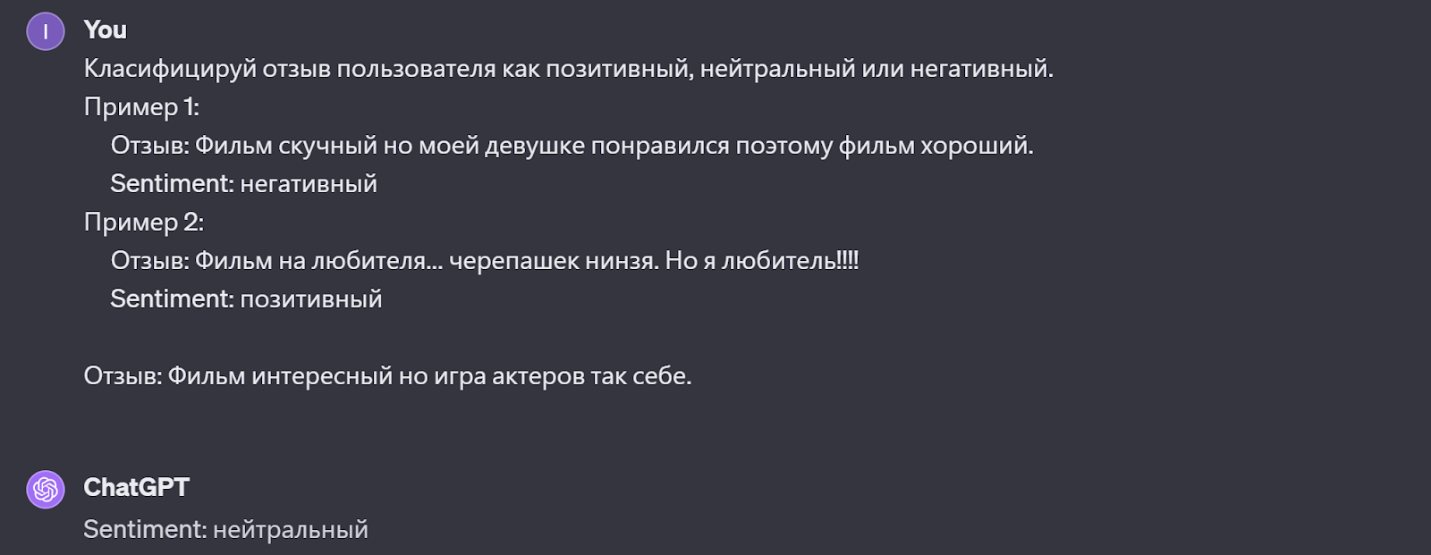 I
You
Класифицируй отзыв пользователя как позитивный, нейтральный или негативный.
Пример 1:
Отзыв: Фильм скучный но моей девушке понравился поэтому фильм хороший.
Sentiment: негативный
Пример 2:
Отзыв: Фильм на любителя... черепашек нинзя. Но я любитель!!!!
Sentiment: позитивный
Отзыв: Фильм интересный но игра актеров так себе.
ChatGPT
Sentiment: нейтральный